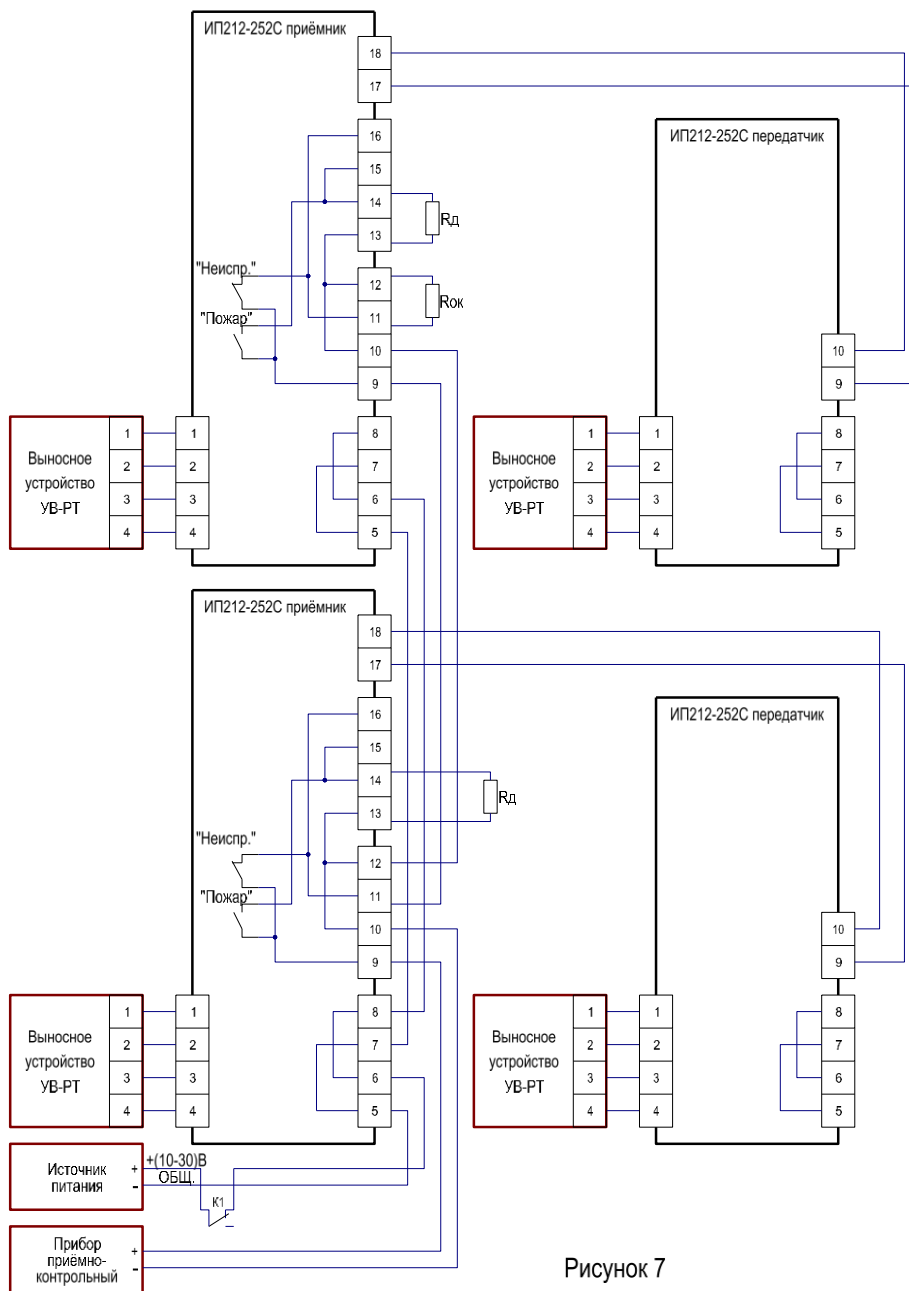 ИП212-252С приёмник
18
17
16
15
14
13
Rд
"Неиспр."
"Пожар"
12
11
10
9
Rок
8
7
6
5
Выносное
устройство
УВ-РТ
1
2
3
4
1
2
3
4
ИП212-252С передатчик
10
9
8
7
6
5
Выносное
устройство
УВ-РТ
1
2
3
4
1
2
3
4
ИП212-252С приёмник
18
17
16
15
14
13
Rд
"Неиспр."
"Пожар"
12
11
10
9
8
7
6
5
Выносное
устройство
УВ-РТ
1
2
3
4
1
2
3
4
ИП212-252С передатчик
10
9
8
7
6
5
Выносное
устройство
УВ-РТ
1
2
3
4
1
2
3
4
Источник
питания
+
-
+(10-30)В
ОБЩ.
К1
Прибор
приёмно-
контрольный
+
-
Рисунок 7